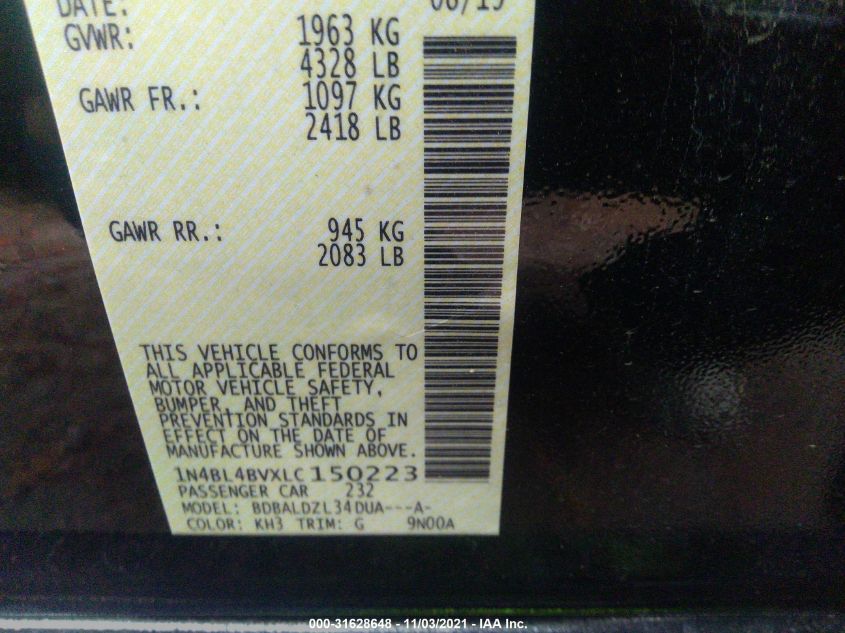 DATE: 08/19
GVWR: 1963 KG
4328 LB
GAWR FR.: 1097 KG
2418 LB
GAWR RR.: 945 KG
2083 LB
THIS VEHICLE CONFORMS TO
ALL APPLICABLE FEDERAL
MOTOR VEHICLE SAFETY,
BUMPER, AND THEFT
PREVENTION STANDARDS IN
EFFECT ON THE DATE OF
MANUFACTURE SHOWN ABOVE.
1N4BL4BVXLC150223
PASSENGER CAR 232
MODEL: BDBALDZL34DUA---A-
COLOR: KH3 TRIM: G 9N00A
000-31628648 - 11/03/2021 - IAA Inc.